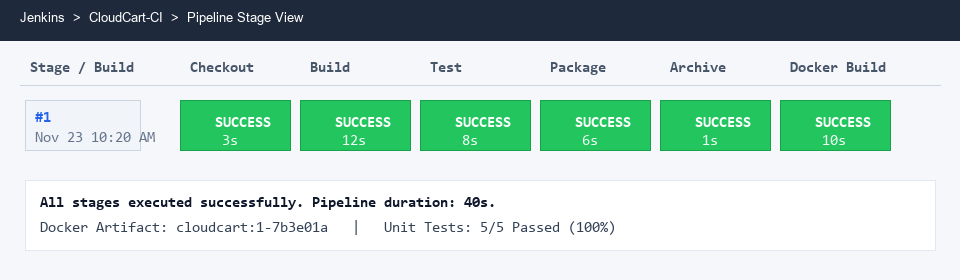 Jenkins > CloudCart-CI > Pipeline Stage View
Stage / Build Checkout Build Test Package Archive Docker Build
#1 SUCCESS SUCCESS SUCCESS SUCCESS SUCCESS SUCCESS
Nov 23 10:20 AM 3s 12s 8s 6s 1s 10s
All stages executed successfully. Pipeline duration: 40s.
Docker Artifact: cloudcart:1-7b3e01a | Unit Tests: 5/5 Passed (100%)